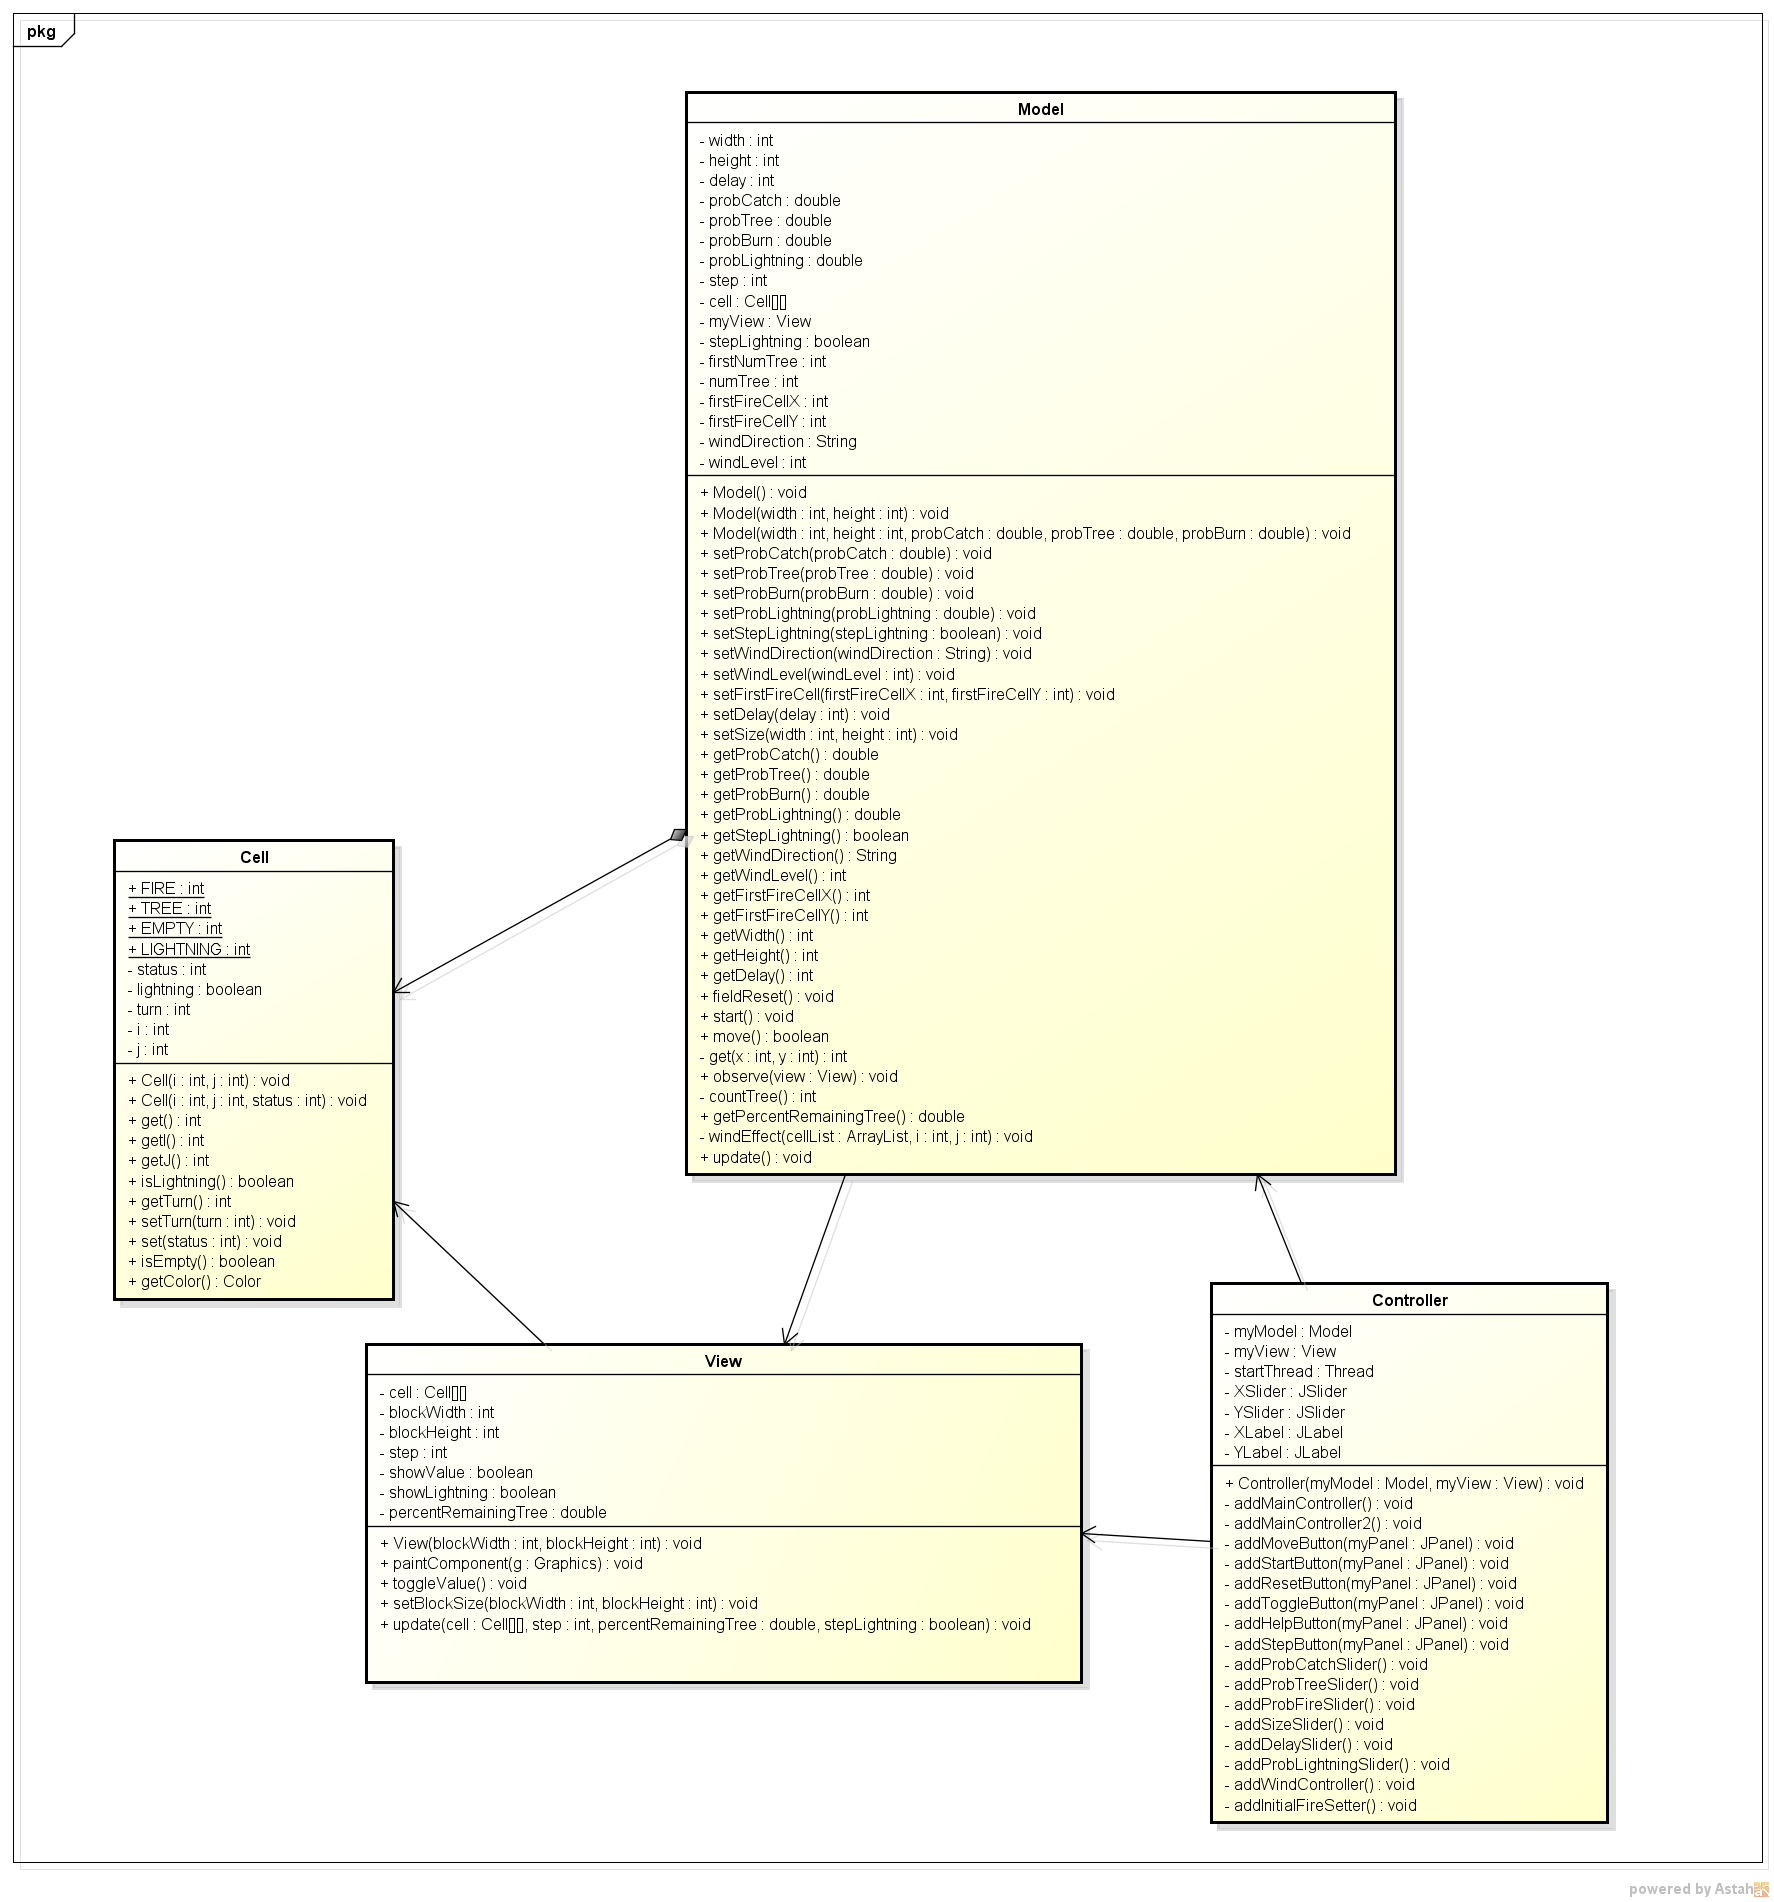 pkg
Model
- width : int
- height : int
- delay : int
- probCatch : double
- probTree : double
- probBurn : double
- probLightning : double
- step : int
- cell : Cell[][]
- myView : View
- stepLightning : boolean
- firstNumTree : int
- numTree : int
- firstFireCellX : int
- firstFireCellY : int
- windDirection : String
- windLevel : int
+ Model() : void
+ Model(width : int, height : int) : void
+ Model(width : int, height : int, probCatch : double, probTree : double, probBurn : double) : void
+ setProbCatch(probCatch : double) : void
+ setProbTree(probTree : double) : void
+ setProbBurn(probBurn : double) : void
+ setProbLightning(probLightning : double) : void
+ setStepLightning(stepLightning : boolean) : void
+ setWindDirection(windDirection : String) : void
+ setWindLevel(windLevel : int) : void
+ setFirstFireCell(firstFireCellX : int, firstFireCellY : int) : void
+ setDelay(delay : int) : void
+ setSize(width : int, height : int) : void
+ getProbCatch() : double
+ getProbTree() : double
+ getProbBurn() : double
+ getProbLightning() : double
+ getStepLightning() : boolean
+ getWindDirection() : String
+ getWindLevel() : int
+ getFirstFireCellX() : int
+ getFirstFireCellY() : int
+ getWidth() : int
+ getHeight() : int
+ getDelay() : int
+ fieldReset() : void
+ start() : void
+ move() : boolean
- get(x : int, y : int) : int
+ observe(view : View) : void
- countTree() : int
+ getPercentRemainingTree() : double
- windEffect(cellList : ArrayList, i : int, j : int) : void
+ update() : void
Cell
+ FIRE : int
+ TREE : int
+ EMPTY : int
+ LIGHTNING : int
- status : int
- lightning : boolean
- turn : int
- i : int
- j : int
+ Cell(i : int, j : int) : void
+ Cell(i : int, j : int, status : int) : void
+ get() : int
+ getI() : int
+ getJ() : int
+ isLightning() : boolean
+ getTurn() : int
+ setTurn(turn : int) : void
+ set(status : int) : void
+ isEmpty() : boolean
+ getColor() : Color
View
- cell : Cell[][]
- blockWidth : int
- blockHeight : int
- step : int
- showValue : boolean
- showLightning : boolean
- percentRemainingTree : double
+ View(blockWidth : int, blockHeight : int) : void
+ paintComponent(g : Graphics) : void
+ toggleValue() : void
+ setBlockSize(blockWidth : int, blockHeight : int) : void
+ update(cell : Cell[][], step : int, percentRemainingTree : double, stepLightning : boolean) : void
Controller
- myModel : Model
- myView : View
- startThread : Thread
- XSlider : JSlider
- YSlider : JSlider
- XLabel : JLabel
- YLabel : JLabel
+ Controller(myModel : Model, myView : View) : void
- addMainController() : void
- addMainController2() : void
- addMoveButton(myPanel : JPanel) : void
- addStartButton(myPanel : JPanel) : void
- addResetButton(myPanel : JPanel) : void
- addToggleButton(myPanel : JPanel) : void
- addHelpButton(myPanel : JPanel) : void
- addStepButton(myPanel : JPanel) : void
- addProbCatchSlider() : void
- addProbTreeSlider() : void
- addProbFireSlider() : void
- addSizeSlider() : void
- addDelaySlider() : void
- addProbLightningSlider() : void
- addWindController() : void
- addInitialFireSetter() : void
powered by Astah